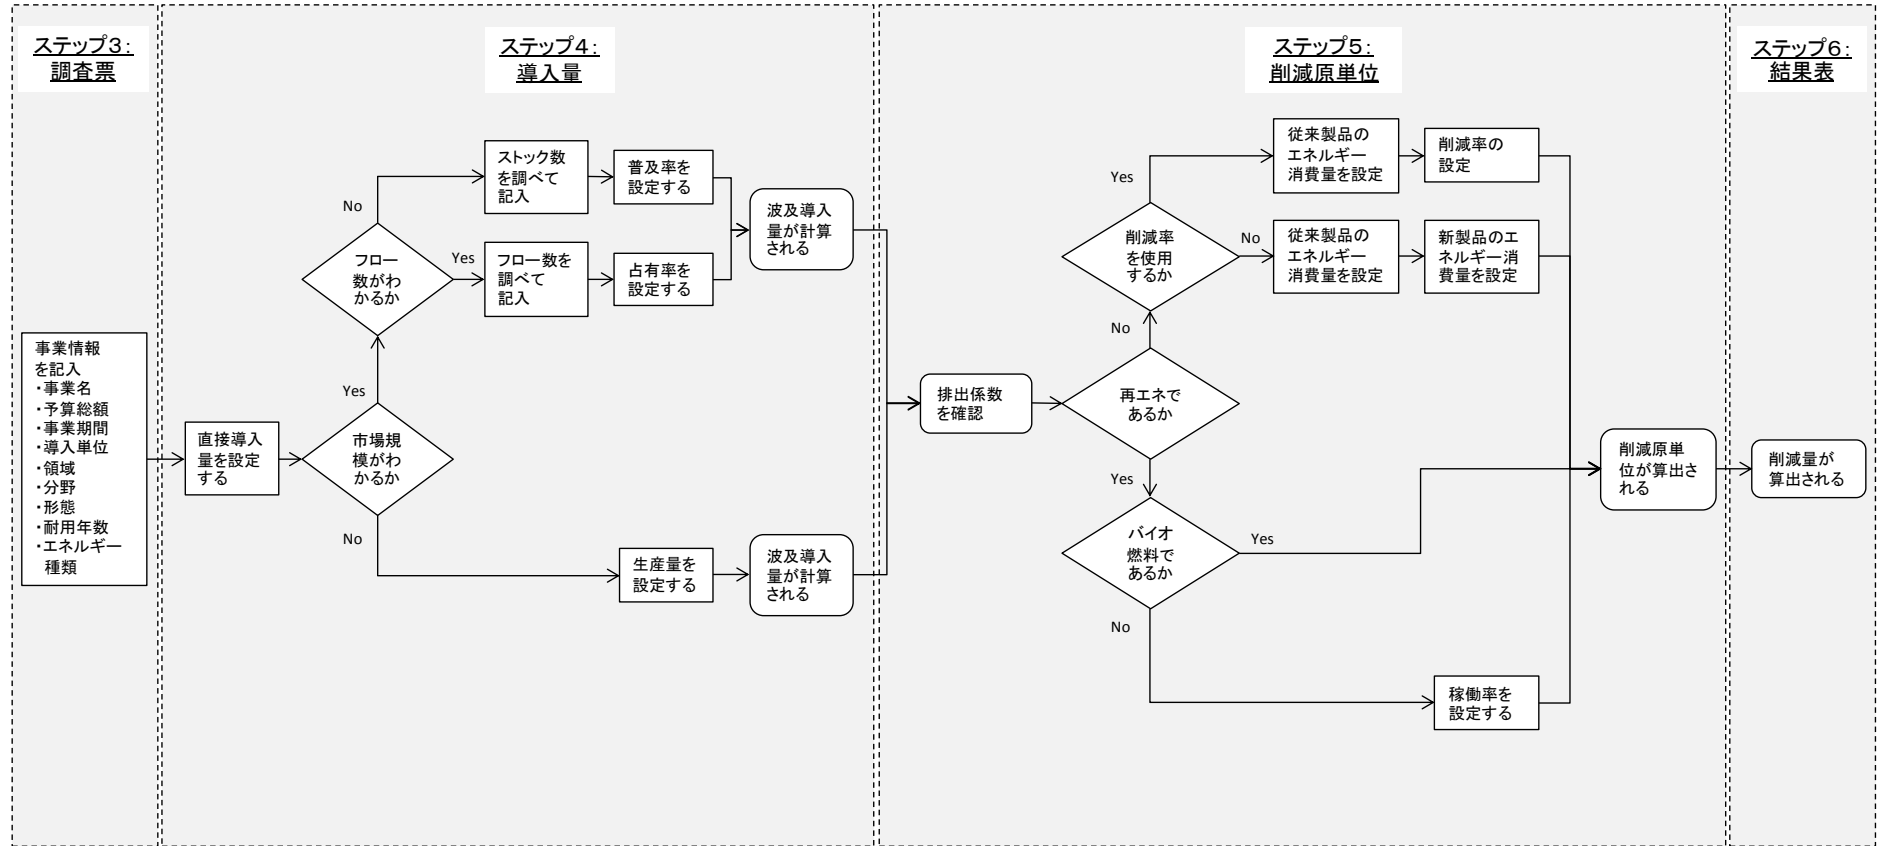 ステップ3:
調査票
事業情報
を記入
・事業名
・予算総額
・事業期間
・導入単位
・領域
・分野
・形態
・耐用年数
・エネルギー
種類
ステップ4:
導入量
直接導入
量を設定
する
市場規
模がわ
かるか
Yes
No
フロー
数がわ
かるか
No
Yes
ストック数
を調べて
記入
普及率を
設定する
フロー数を
調べて
記入
占有率を
設定する
波及導入
量が計算
される
生産量を
設定する
波及導入
量が計算
される
ステップ5:
削減原単位
排出係数
を確認
再エネで
あるか
No
Yes
削減率
を使用
するか
Yes
No
従来製品の
エネルギー
消費量を設定
削減率の
設定
従来製品の
エネルギー
消費量を設定
新製品のエ
ネルギー消
費量を設定
バイオ
燃料で
あるか
Yes
No
稼働率を
設定する
削減原単
位が算出さ
れる
ステップ6:
結果表
削減量が
算出される